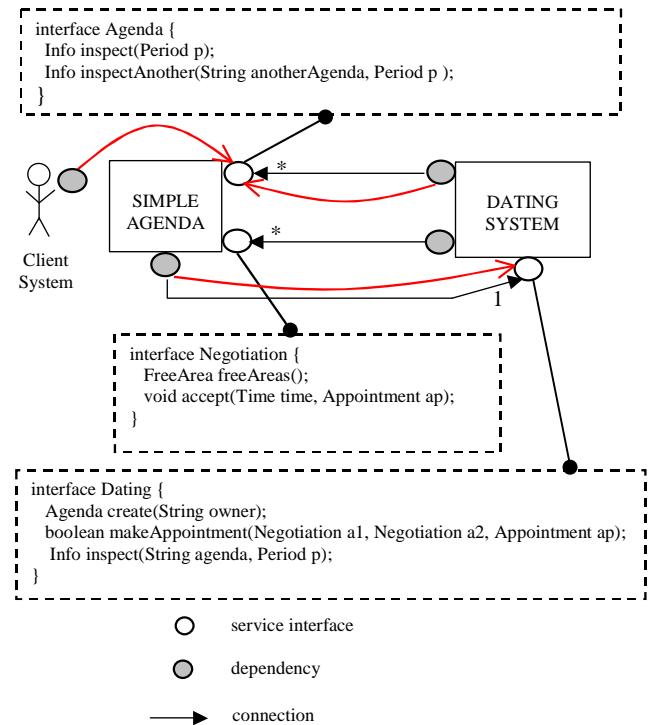 interface Agenda {
Info inspect(Period p);
Info inspectAnother(String anotherAgenda, Period p );
}
*
SIMPLE
AGENDA
DATING
SYSTEM
*
Client
System
1
interface Negotiation {
FreeArea freeAreas();
void accept(Time time, Appointment ap);
}
interface Dating {
Agenda create(String owner);
boolean makeAppointment(Negotiation a1, Negotiation a2, Appointment ap);
Info inspect(String agenda, Period p);
}
service interface
dependency
connection